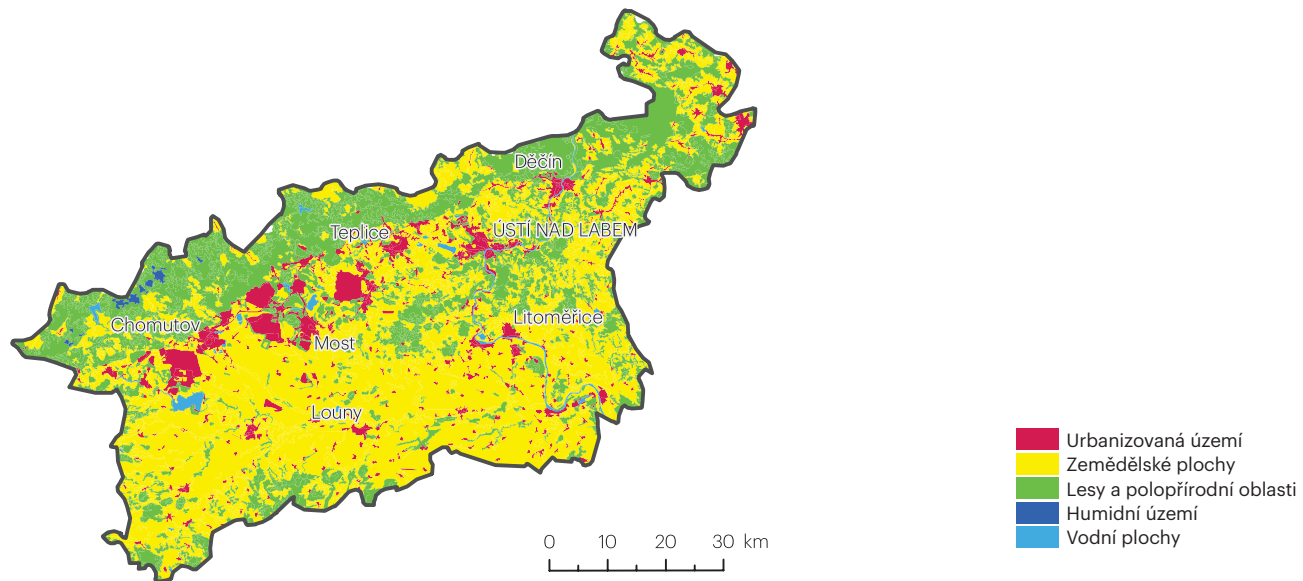 Děčín
Teplice
ÚSTÍ NAD LABEM
Chomutov
Litoměřice
Most
Louny
Urbanizovaná území
Zemědělské plochy
Lesy a polopřírodní oblasti
Humidní území
Vodní plochy
0 10 20 30 km